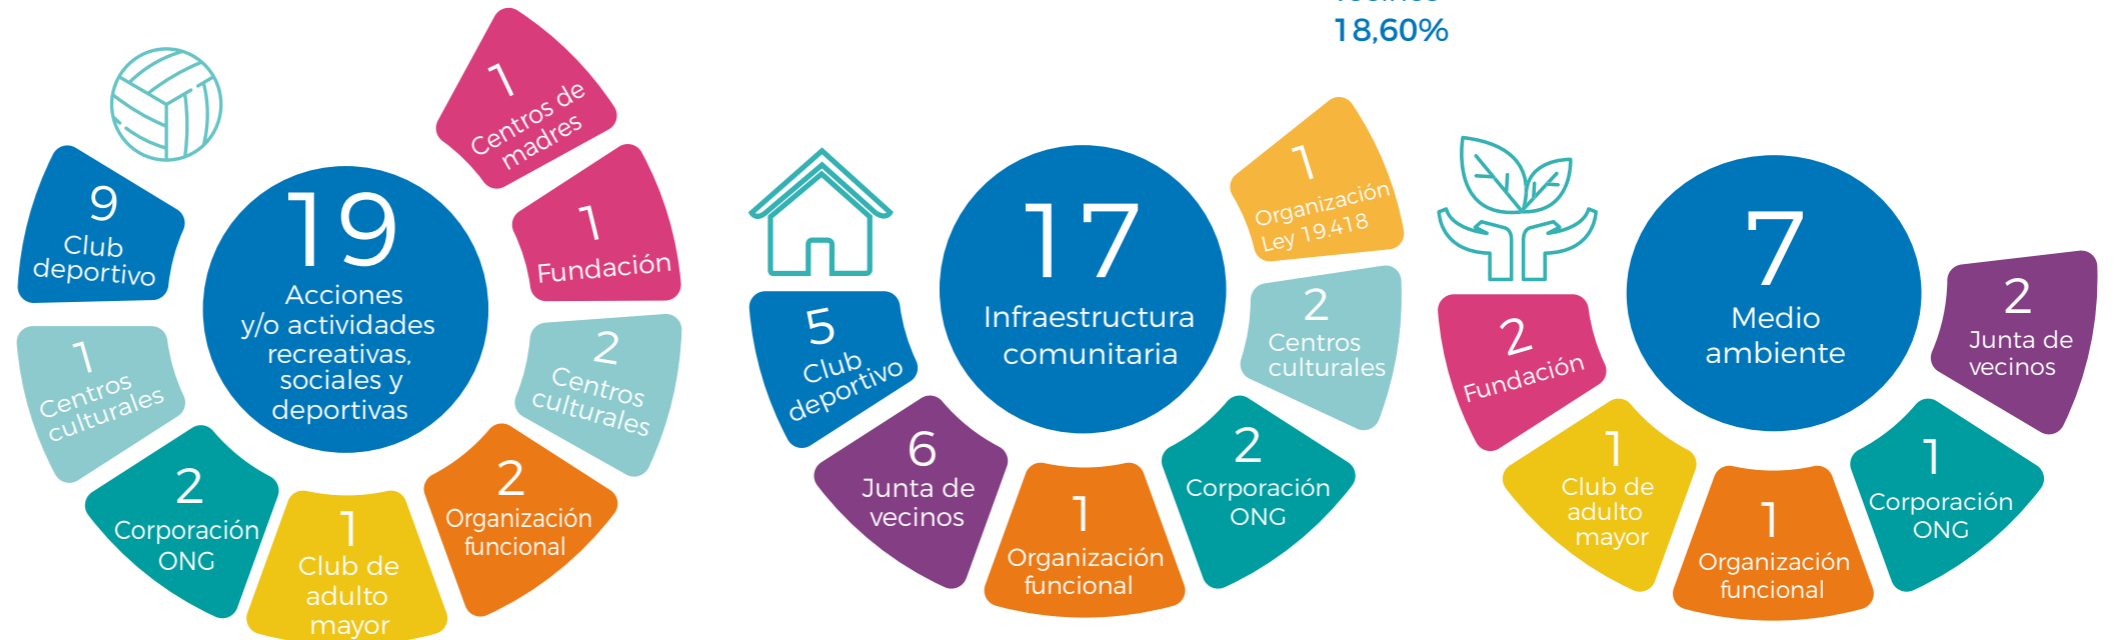 vecinos
18,60%
1
Centros de
madres
9
Club
deportivo
19
Acciones
y/o actividades
recreativas,
sociales y
deportivas
1
Fundación
1
Centros
culturales
2
Centros
culturales
2
Corporación
ONG
1
Club de
adulto
mayor
2
Organización
funcional
17
Infraestructura
comunitaria
1
Organización
Ley 19.418
5
Club
deportivo
2
Centros
culturales
6
Junta de
vecinos
1
Organización
funcional
2
Corporación
ONG
7
Medio
ambiente
2
Junta de
vecinos
2
Fundación
1
Club de
adulto
mayor
1
Organización
funcional
1
Corporación
ONG